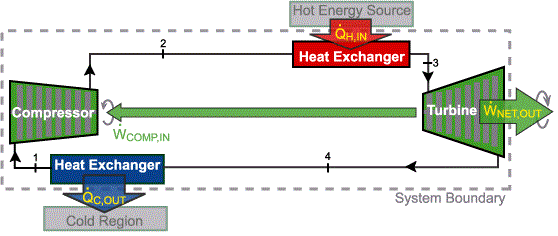 Hot Energy Source
Q̇H,IN
2
Heat Exchanger
3
Compressor
Turbine
ẆNET,OUT
ẆCOMP,IN
1
Heat Exchanger
4
Q̇C,OUT
System Boundary
Cold Region